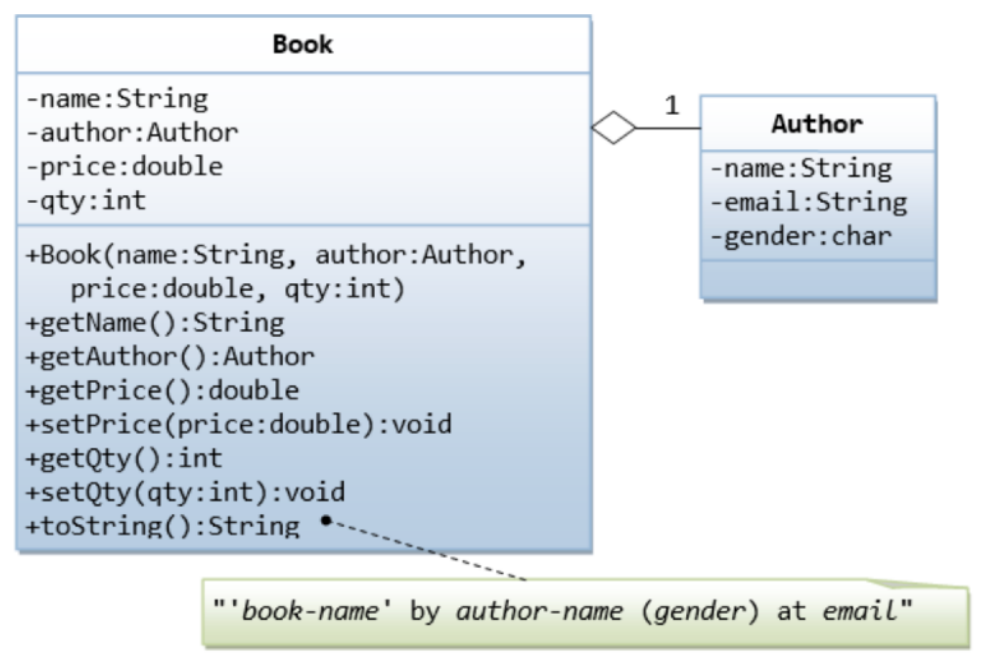 Book
-name:String
-author:Author
-price:double
-qty:int
+Book(name:String, author:Author,
price:double, qty:int)
+getName():String
+getAuthor():Author
+getPrice():double
+setPrice(price:double):void
+getQty():int
+setQty(qty:int):void
+toString():String
1
Author
-name:String
-email:String
-gender:char
"'book-name' by author-name (gender) at email"